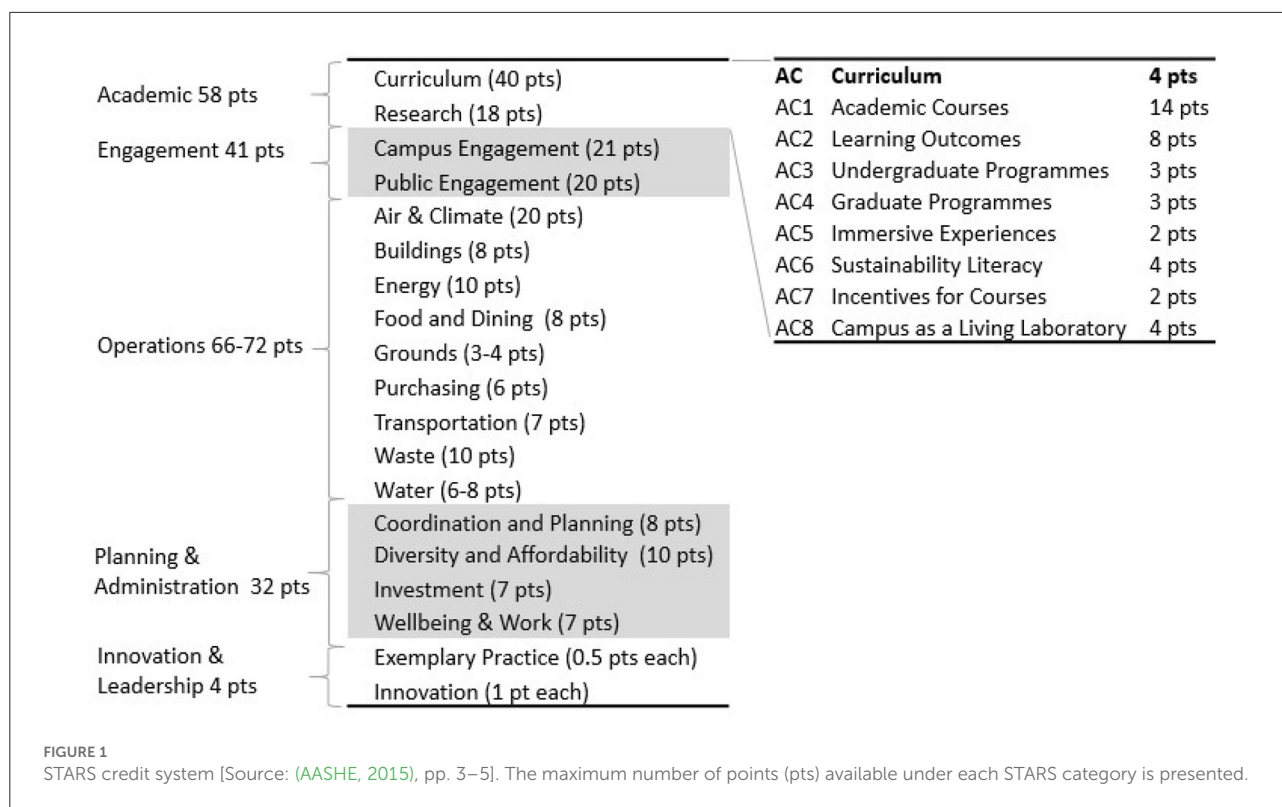 Academic 58 pts
Engagement 41 pts
Operations 66-72 pts
Planning &
Administration 32 pts
Innovation &
Leadership 4 pts
Curriculum (40 pts)
Research (18 pts)
Campus Engagement (21 pts)
Public Engagement (20 pts)
Air & Climate (20 pts)
Buildings (8 pts)
Energy (10 pts)
Food and Dining (8 pts)
Grounds (3-4 pts)
Purchasing (6 pts)
Transportation (7 pts)
Waste (10 pts)
Water (6-8 pts)
Coordination and Planning (8 pts)
Diversity and Affordability (10 pts)
Investment (7 pts)
Wellbeing & Work (7 pts)
Exemplary Practice (0.5 pts each)
Innovation (1 pt each)
AC Curriculum 4 pts
AC1 Academic Courses 14 pts
AC2 Learning Outcomes 8 pts
AC3 Undergraduate Programmes 3 pts
AC4 Graduate Programmes 3 pts
AC5 Immersive Experiences 2 pts
AC6 Sustainability Literacy 4 pts
AC7 Incentives for Courses 2 pts
AC8 Campus as a Living Laboratory 4 pts
FIGURE 1
STARS credit system [Source: (AASHE, 2015), pp. 3–5]. The maximum number of points (pts) available under each STARS category is presented.